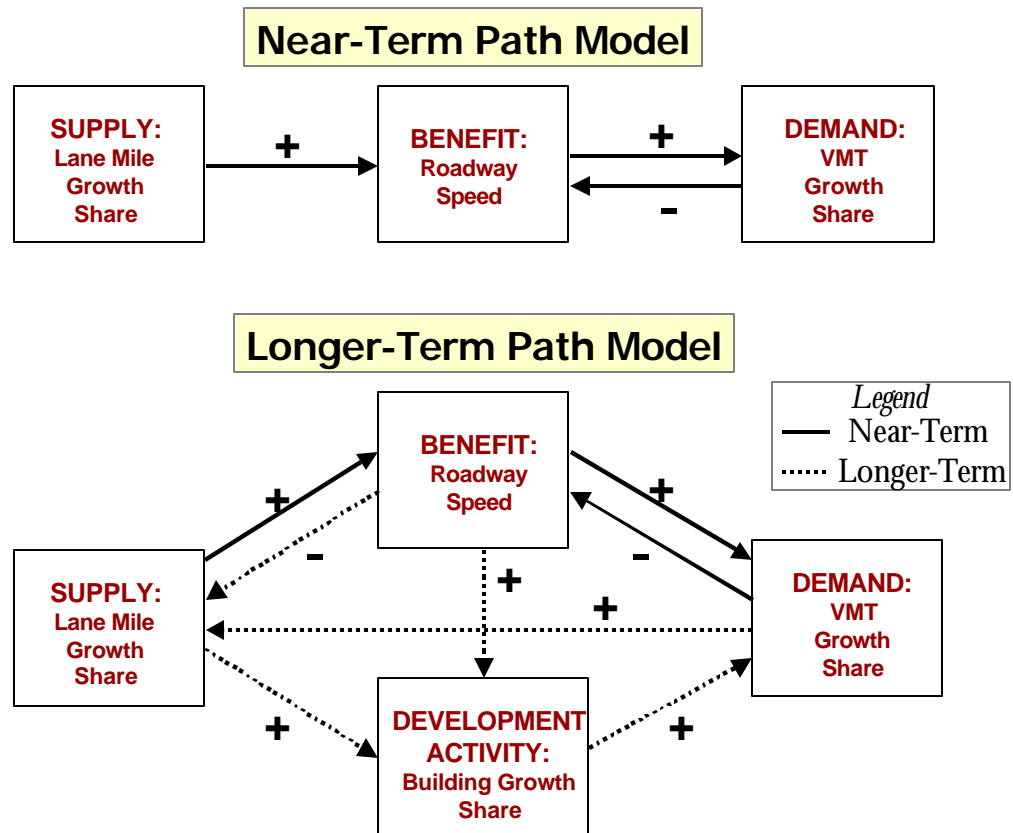 Near-Term Path Model
SUPPLY:
Lane Mile
Growth
Share
+
BENEFIT:
Roadway
Speed
+
-
DEMAND:
VMT
Growth
Share
Longer-Term Path Model
Legend
Near-Term
Longer-Term
BENEFIT:
Roadway
Speed
+
-
+
-
+
+
SUPPLY:
Lane Mile
Growth
Share
DEMAND:
VMT
Growth
Share
+
DEVELOPMENT
ACTIVITY:
Building Growth
Share
+